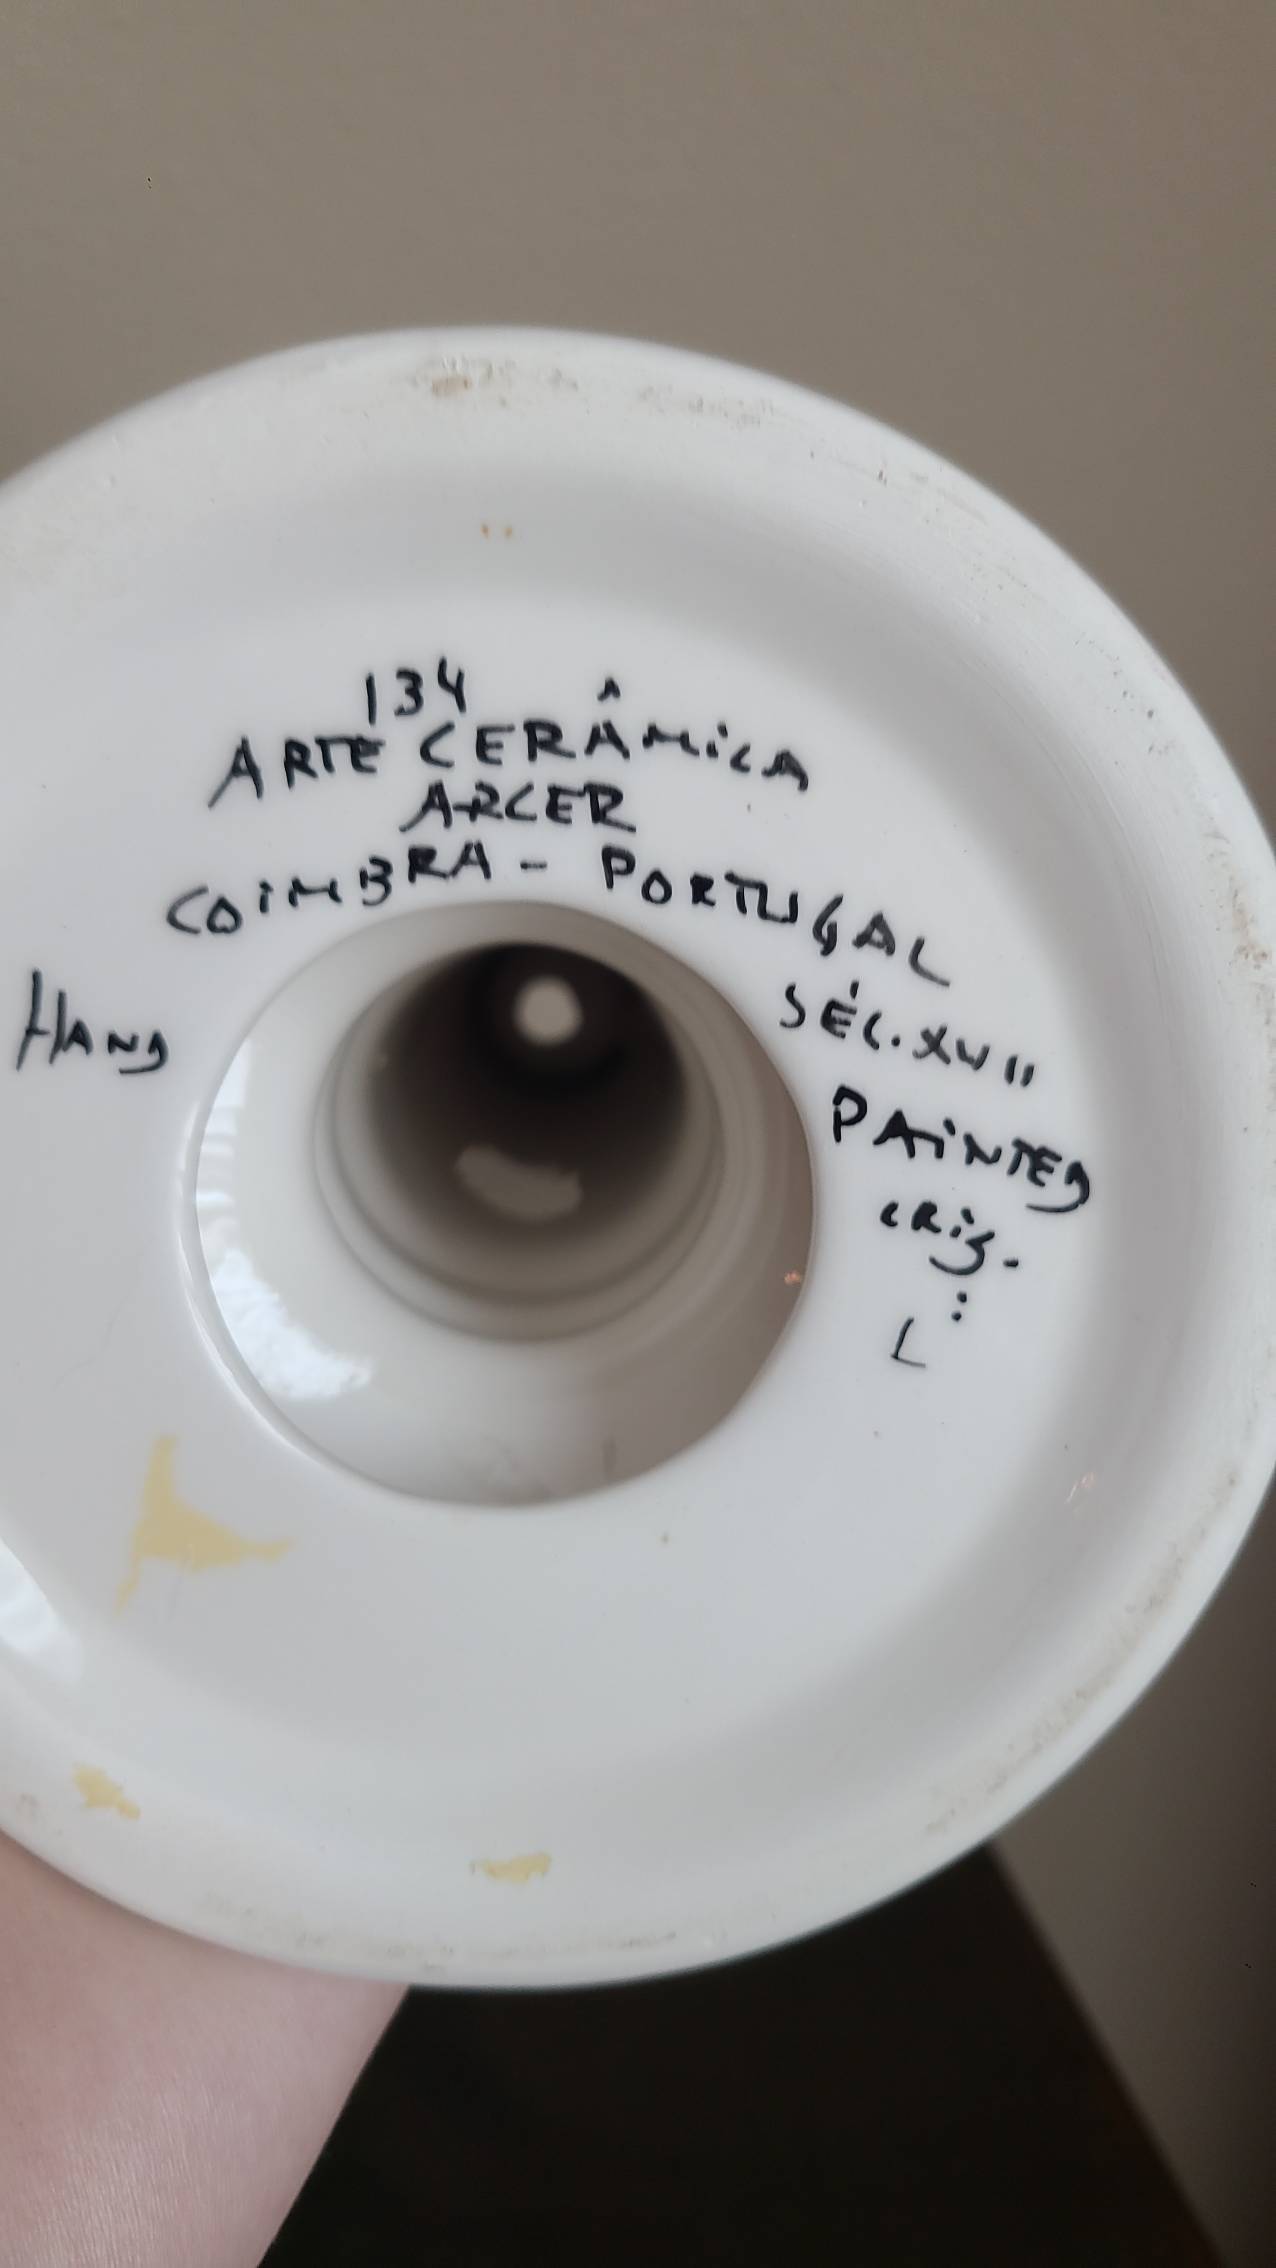 134
ARTE CERÂMICA
ARCER
COIMBRA - PORTUGAL
SÉC. XVII
HAND PAINTED
CRIS.
L